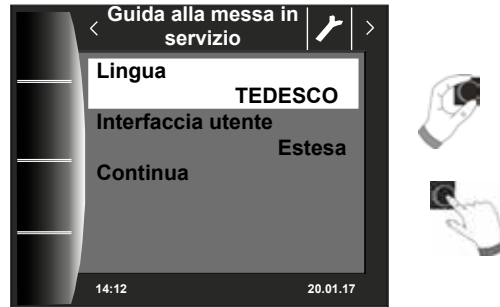 Guida alla messa in
servizio
Lingua
TEDESCO
Interfaccia utente
Estesa
Continua
14:12
20.01.17